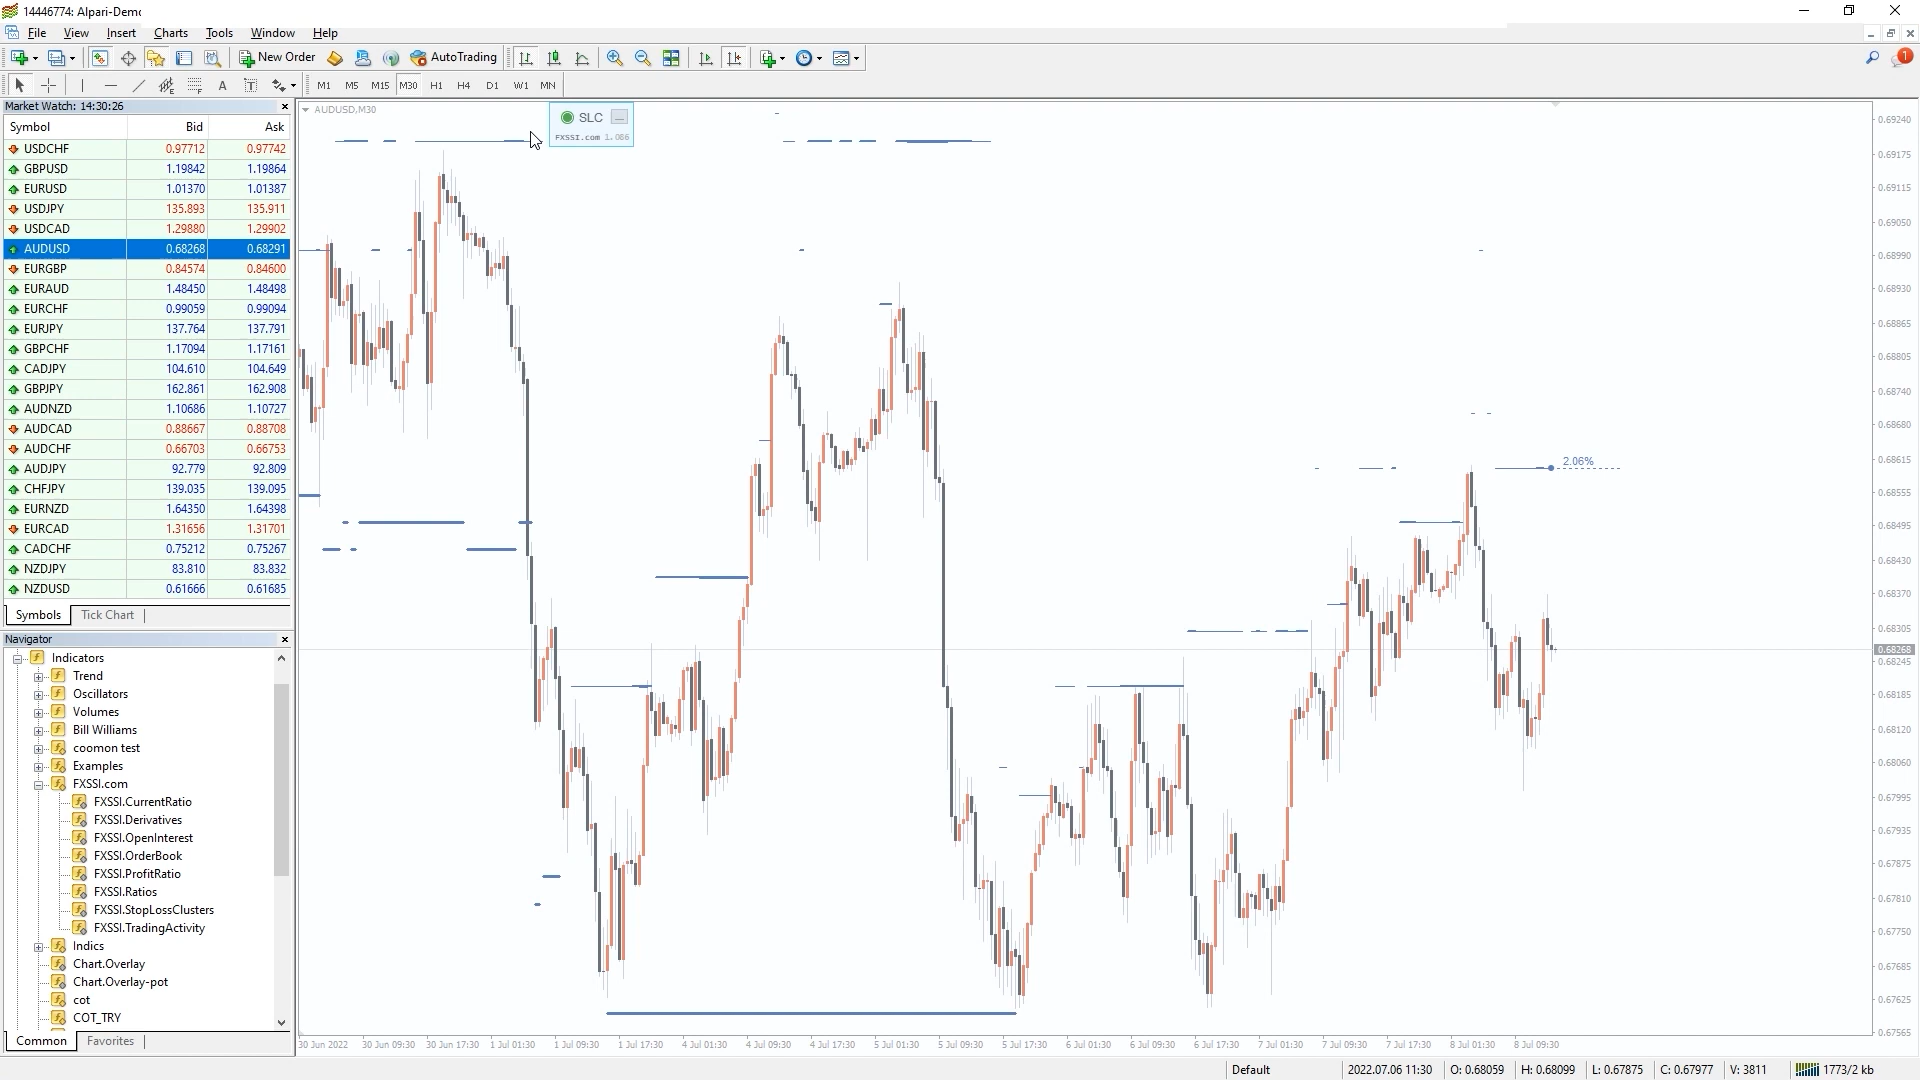 14446774: Alpari-Demo
File View Insert Charts Tools Window Help
New Order AutoTrading 1
A T M1 M5 M15 M30 H1 H4 D1 W1 MN
Market Watch: 14:30:26
Symbol Bid Ask
USDCHF 0.97712 0.97742
GBPUSD 1.19842 1.19864
EURUSD 1.01370 1.01387
USDJPY 135.893 135.911
USDCAD 1.29880 1.29902
AUDUSD 0.68268 0.68291
EURGBP 0.84574 0.84600
EURAUD 1.48450 1.48498
EURCHF 0.99059 0.99094
EURJPY 137.764 137.791
GBPCHF 1.17094 1.17161
CADJPY 104.610 104.649
GBPJPY 162.861 162.908
AUDNZD 1.10686 1.10727
AUDCAD 0.88667 0.88708
AUDCHF 0.66703 0.66753
AUDJPY 92.779 92.809
CHFJPY 139.035 139.095
EURNZD 1.64350 1.64398
EURCAD 1.31656 1.31701
CADCHF 0.75212 0.75267
NZDJPY 83.810 83.832
NZDUSD 0.61666 0.61685
Symbols Tick Chart
Navigator
Indicators
Trend
Oscillators
Volumes
Bill Williams
coomon test
Examples
FXSSI.com
FXSSI.CurrentRatio
FXSSI.Derivatives
FXSSI.OpenInterest
FXSSI.OrderBook
FXSSI.ProfitRatio
FXSSI.Ratios
FXSSI.StopLossClusters
FXSSI.TradingActivity
Indics
Chart.Overlay
Chart.Overlay-pot
cot
COT_TRY
Common Favorites
AUDUSD,M30
SLC
FXSSI.com 1.086
2.06%
0.69240
0.69175
0.69115
0.69050
0.68990
0.68930
0.68865
0.68805
0.68740
0.68680
0.68615
0.68555
0.68495
0.68430
0.68370
0.68305
0.68268
0.68245
0.68185
0.68120
0.68060
0.67995
0.67935
0.67875
0.67810
0.67750
0.67685
0.67625
0.67565
30 Jun 2022 30 Jun 09:30 30 Jun 17:30 1 Jul 01:30 1 Jul 09:30 1 Jul 17:30 4 Jul 01:30 4 Jul 09:30 4 Jul 17:30 5 Jul 01:30 5 Jul 09:30 5 Jul 17:30 6 Jul 01:30 6 Jul 09:30 6 Jul 17:30 7 Jul 01:30 7 Jul 09:30 7 Jul 17:30 8 Jul 01:30 8 Jul 09:30
Default 2022.07.06 11:30 O: 0.68059 H: 0.68099 L: 0.67875 C: 0.67977 V: 3811 1773/2 kb